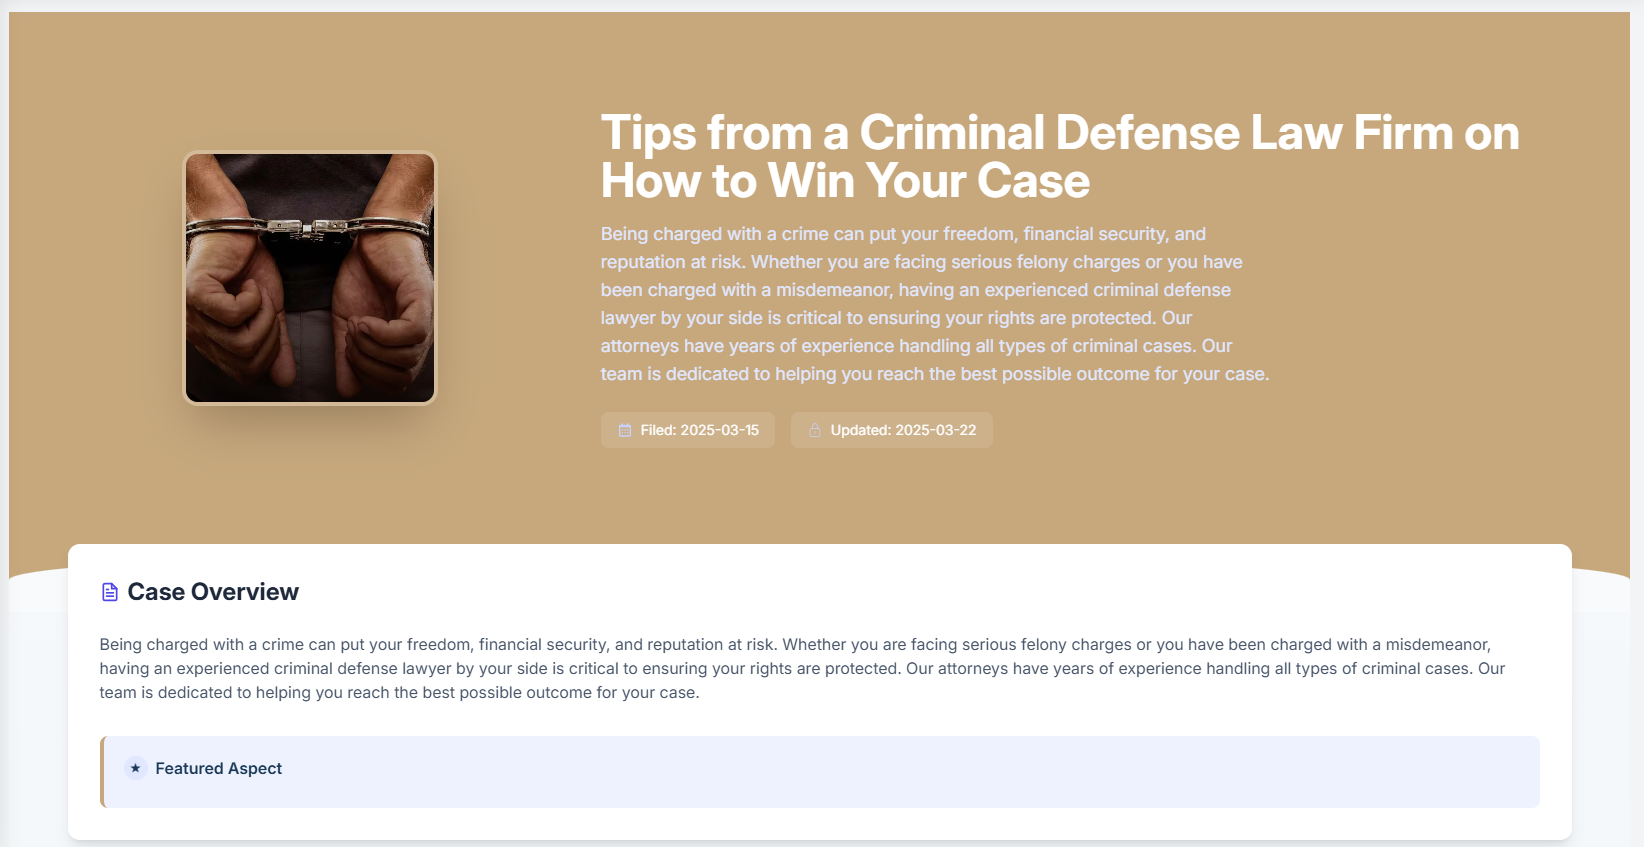 Tips from a Criminal Defense Law Firm on
How to Win Your Case
Being charged with a crime can put your freedom, financial security, and
reputation at risk. Whether you are facing serious felony charges or you have
been charged with a misdemeanor, having an experienced criminal defense
lawyer by your side is critical to ensuring your rights are protected. Our
attorneys have years of experience handling all types of criminal cases. Our
team is dedicated to helping you reach the best possible outcome for your case.
Filed: 2025-03-15
Updated: 2025-03-22
Case Overview
Being charged with a crime can put your freedom, financial security, and reputation at risk. Whether you are facing serious felony charges or you have been charged with a misdemeanor,
having an experienced criminal defense lawyer by your side is critical to ensuring your rights are protected. Our attorneys have years of experience handling all types of criminal cases. Our
team is dedicated to helping you reach the best possible outcome for your case.
Featured Aspect